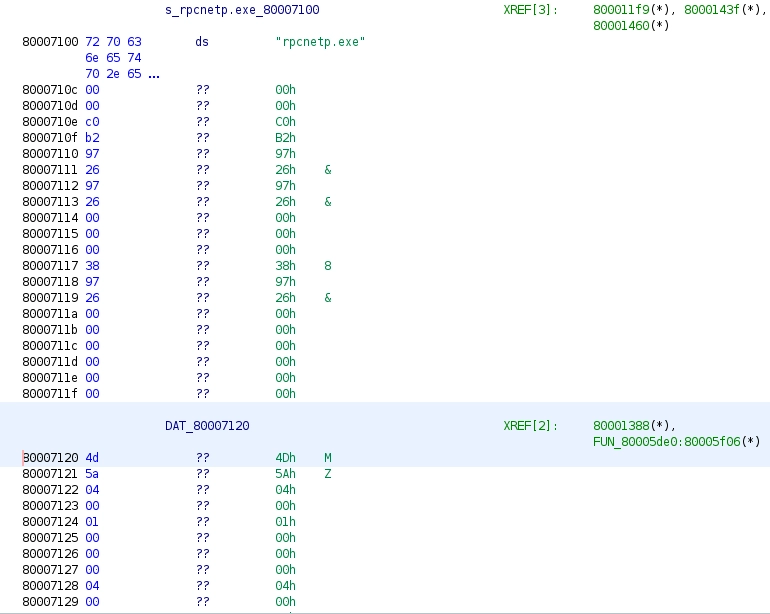 s_rpcnetp.exe_80007100 XREF[3]: 800011f9(*), 8000143f(*),
80001460(*)
80007100 72 70 63 ds "rpcnetp.exe"
6e 65 74
70 2e 65 ...
8000710c 00 ?? 00h
8000710d 00 ?? 00h
8000710e c0 ?? C0h
8000710f b2 ?? B2h
80007110 97 ?? 97h
80007111 26 ?? 26h &
80007112 97 ?? 97h
80007113 26 ?? 26h &
80007114 00 ?? 00h
80007115 00 ?? 00h
80007116 00 ?? 00h
80007117 38 ?? 38h 8
80007118 97 ?? 97h
80007119 26 ?? 26h &
8000711a 00 ?? 00h
8000711b 00 ?? 00h
8000711c 00 ?? 00h
8000711d 00 ?? 00h
8000711e 00 ?? 00h
8000711f 00 ?? 00h
DAT_80007120 XREF[2]: 80001388(*),
FUN_80005de0:80005f06(*)
80007120 4d ?? 4Dh M
80007121 5a ?? 5Ah Z
80007122 04 ?? 04h
80007123 00 ?? 00h
80007124 01 ?? 01h
80007125 00 ?? 00h
80007126 00 ?? 00h
80007127 00 ?? 00h
80007128 04 ?? 04h
80007129 00 ?? 00h